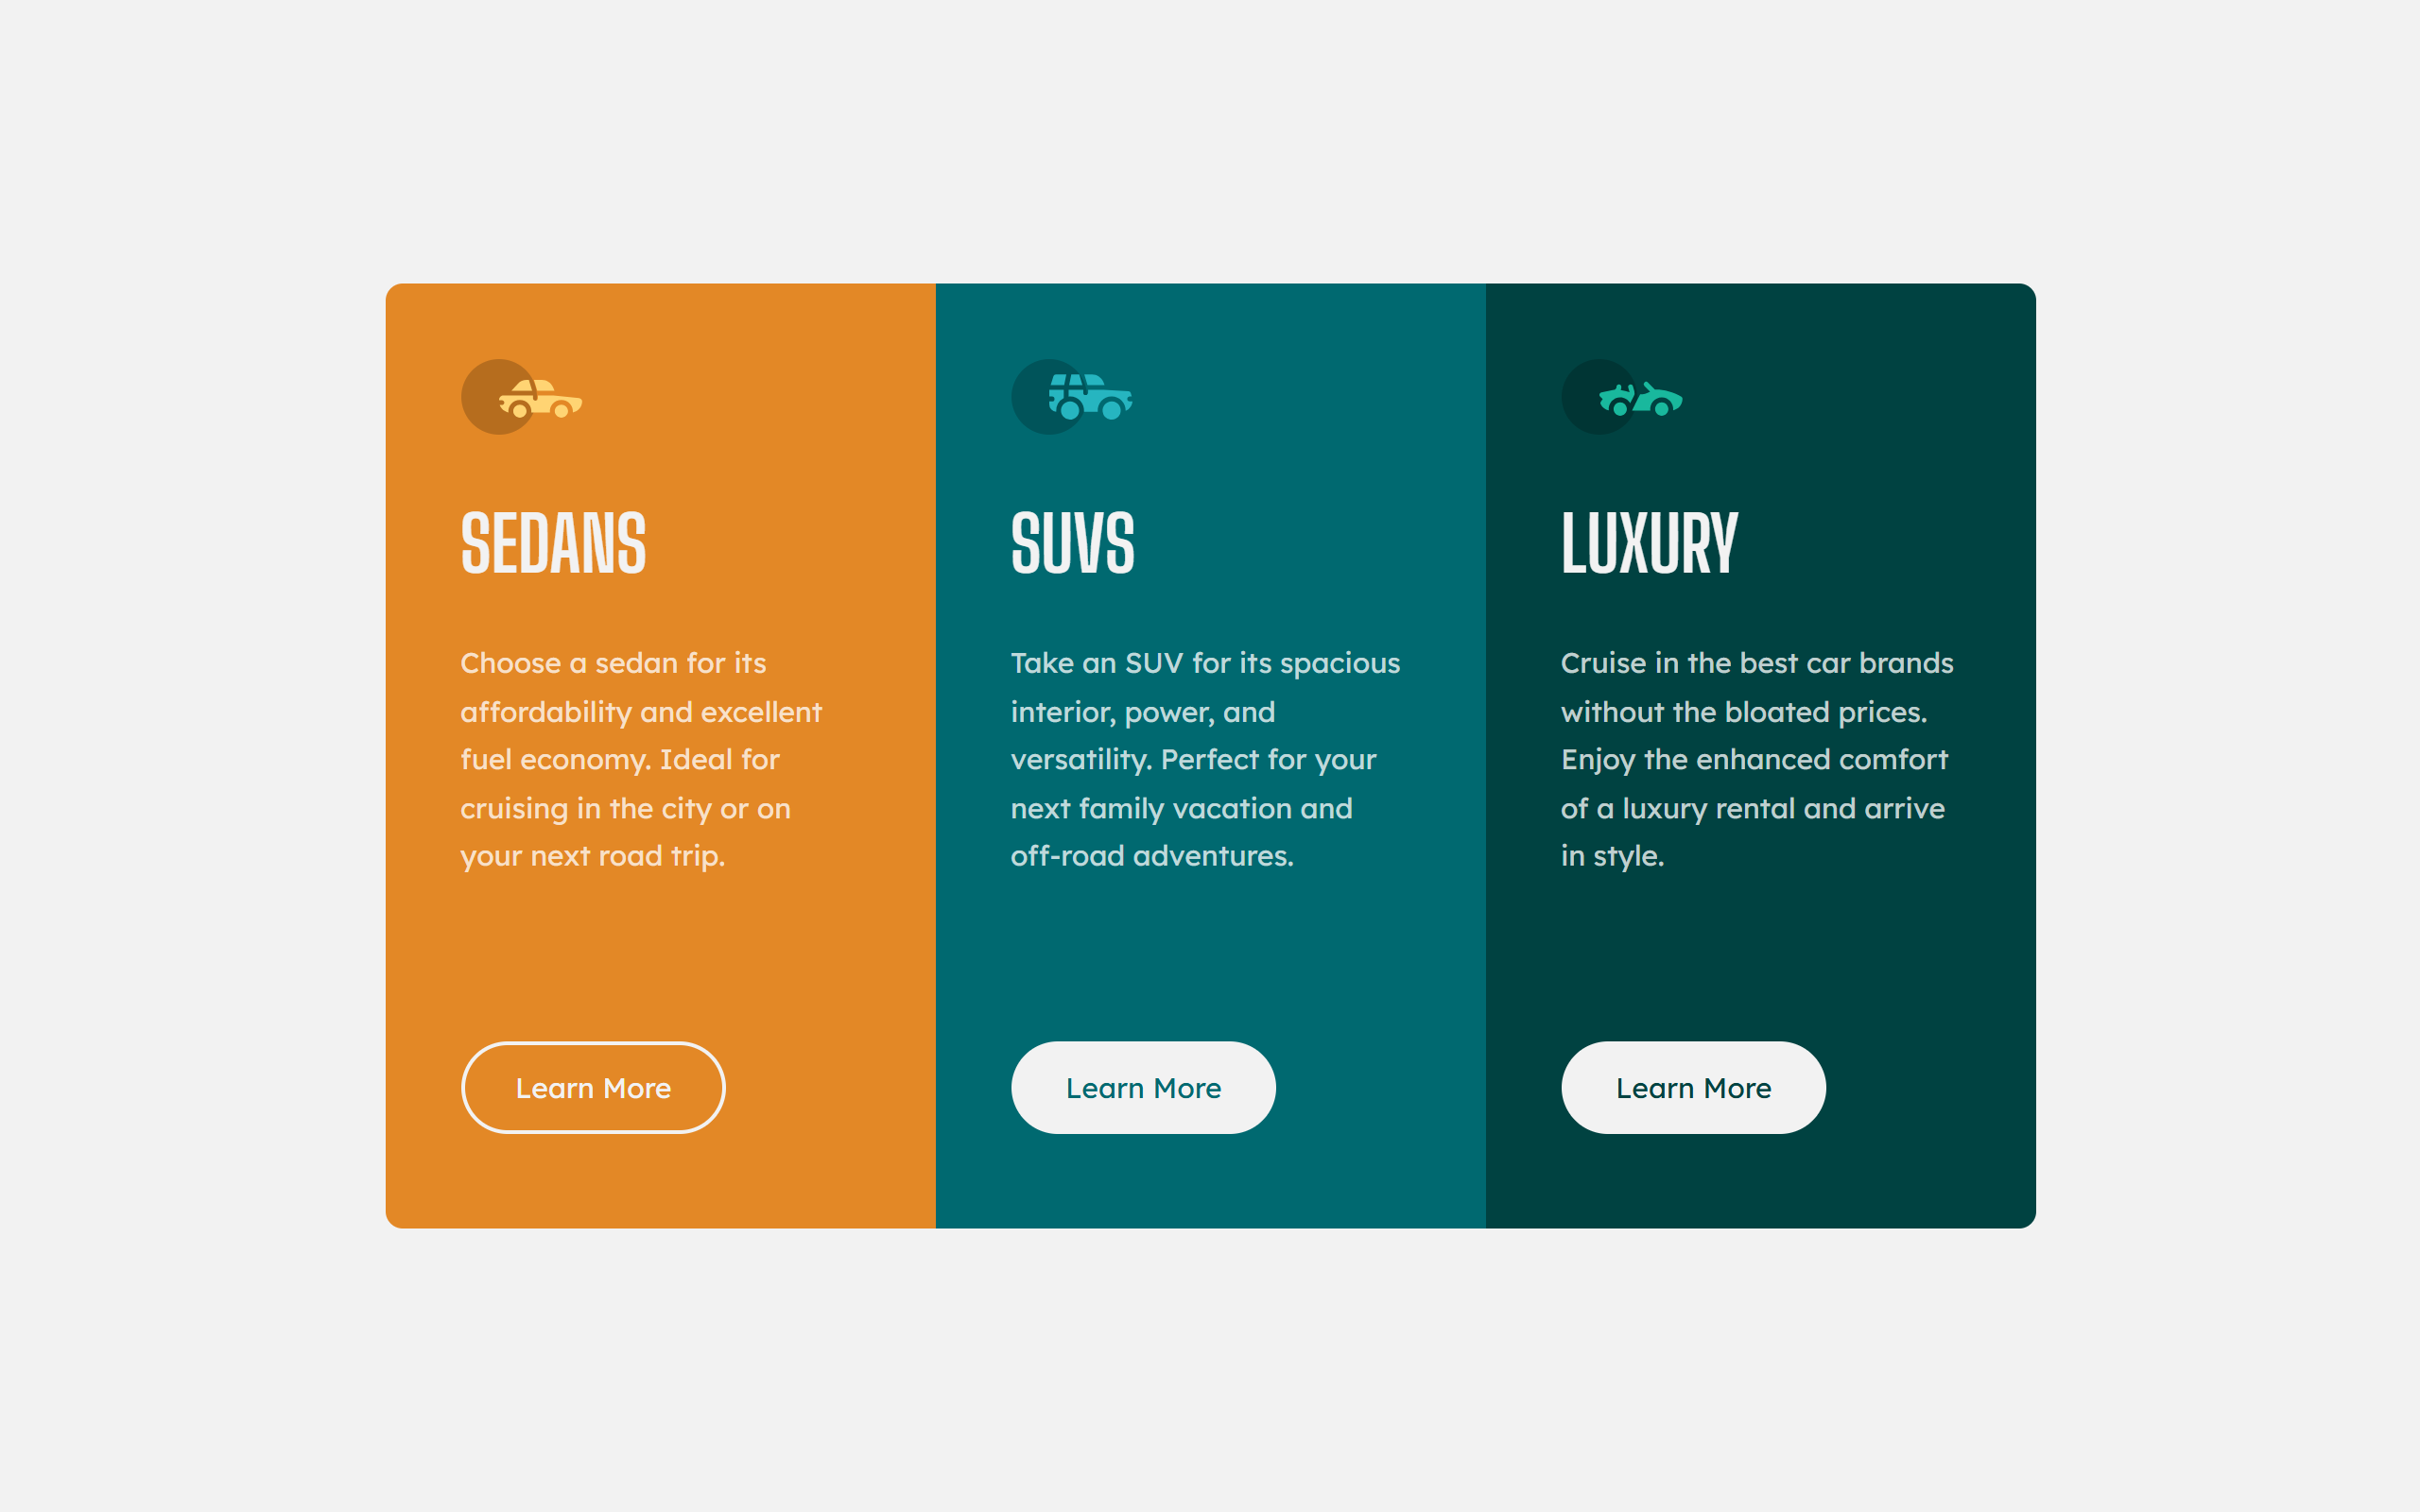 SEDANS
Choose a sedan for its
affordability and excellent
fuel economy. Ideal for
cruising in the city or on
your next road trip.
Learn More
SUVS
Take an SUV for its spacious
interior, power, and
versatility. Perfect for your
next family vacation and
off-road adventures.
Learn More
LUXURY
Cruise in the best car brands
without the bloated prices.
Enjoy the enhanced comfort
of a luxury rental and arrive
in style.
Learn More